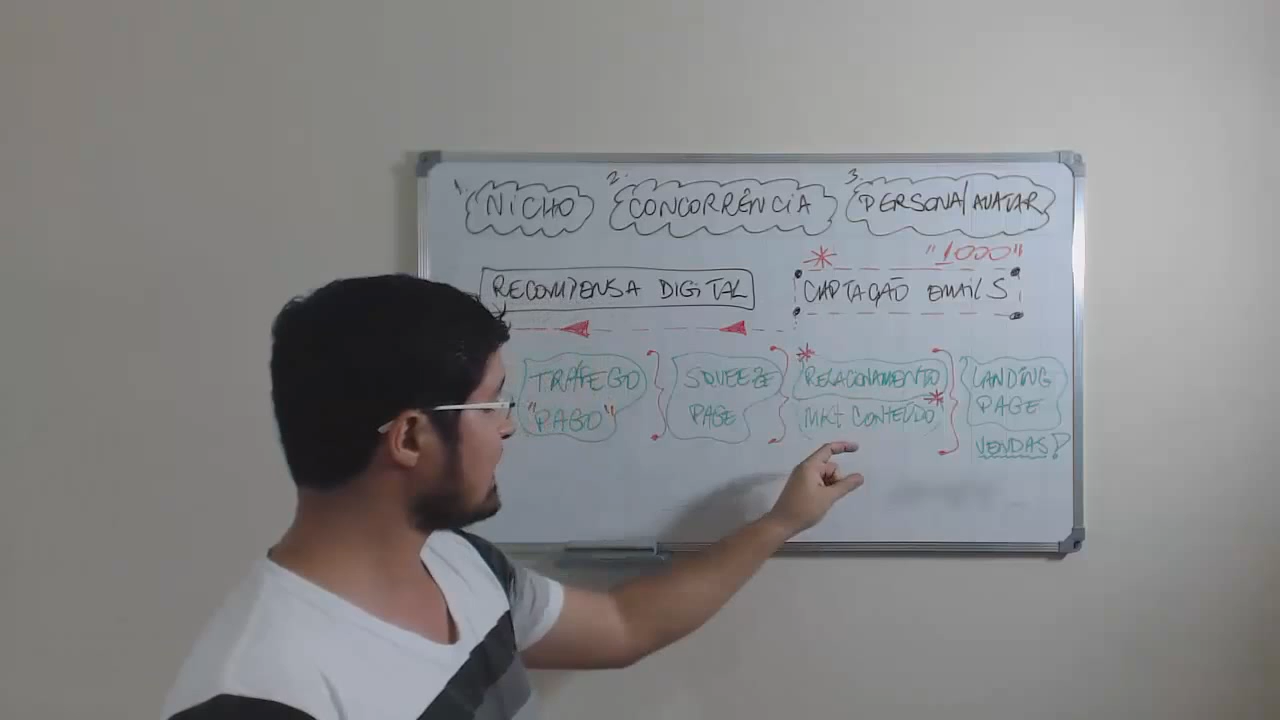 1. NICHO 2. CONCORRÊNCIA 3. PERSONA/AVATAR
* "1000"
RECOMPENSA DIGITAL CAPTAÇÃO EMAILS
TRÁFEGO "PAGO"
SQUEEZE PAGE
* RELACIONAMENTO
MKT CONTEÚDO *
LANDING PAGE
VENDAS?